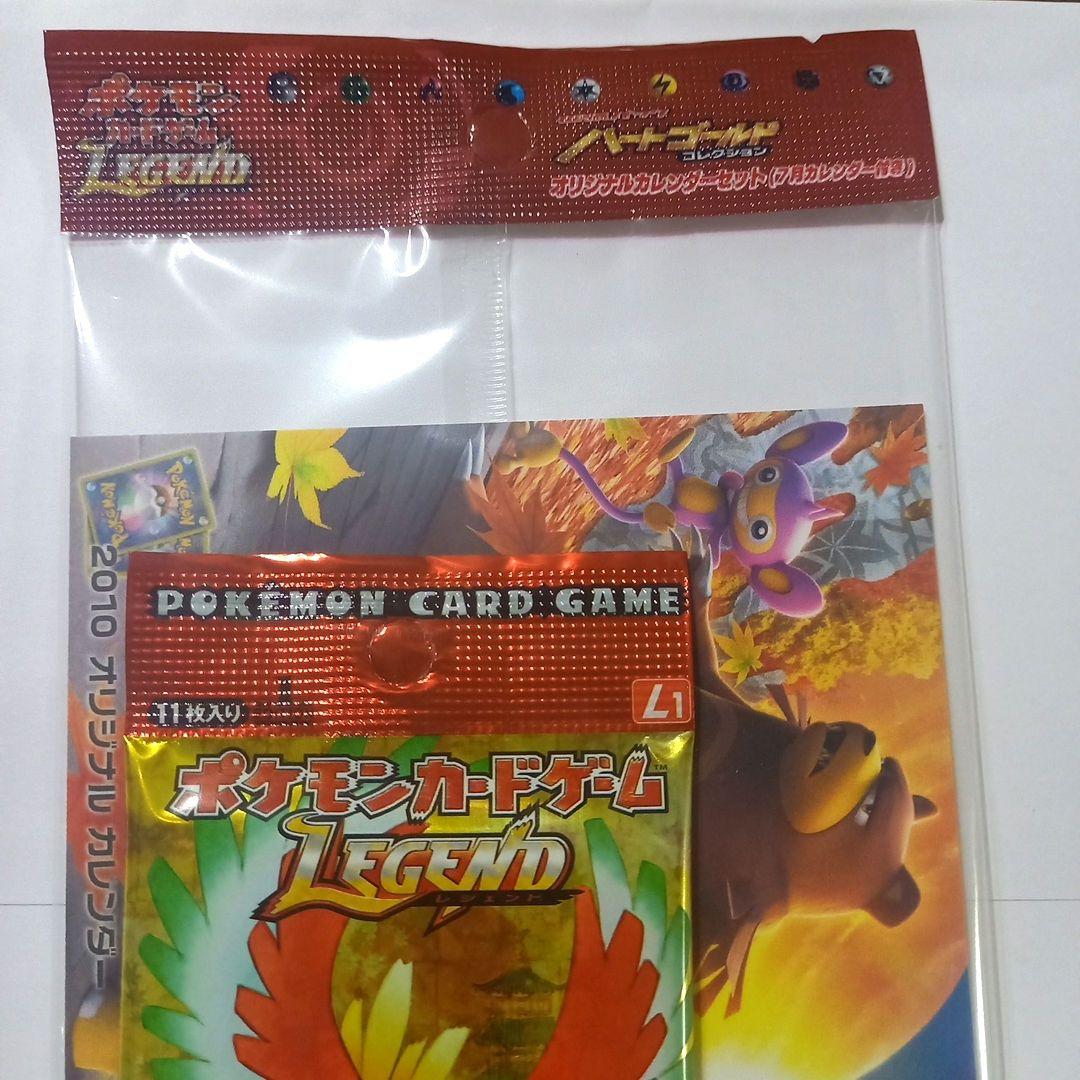 ポケモン
カードゲーム
LEGEND
ハートゴールド
コレクション
オリジナルカレンダーセット(7月カレンダー付き)
POKéMON
2010 オリジナル カレンダー
POKéMON CARD GAME
11枚入り
L1
ポケモンカードゲーム
TM
LEGEND
レジェンド